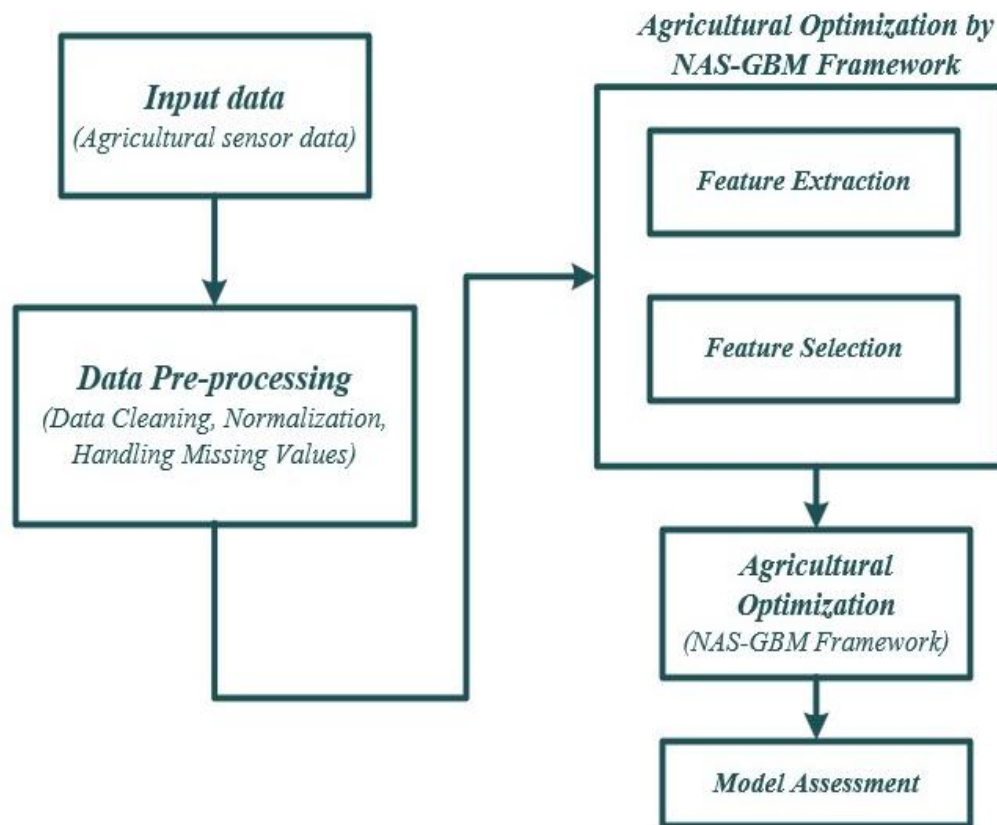 Input data
(Agricultural sensor data)
Data Pre-processing
(Data Cleaning, Normalization,
Handling Missing Values)
Agricultural Optimization by
NAS-GBM Framework
Feature Extraction
Feature Selection
Agricultural
Optimization
(NAS-GBM Framework)
Model Assessment